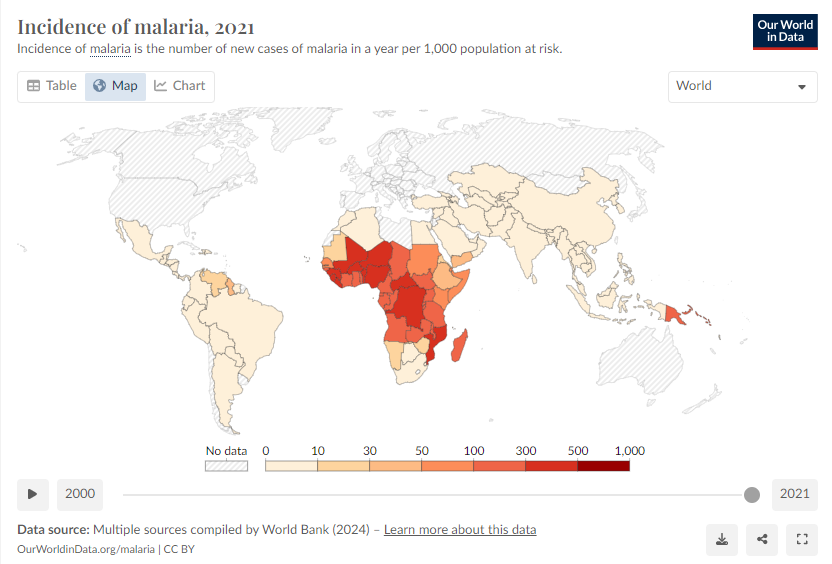 Incidence of malaria, 2021
Incidence of malaria is the number of new cases of malaria in a year per 1,000 population at risk.
Our World
in Data
Table
Map
Chart
World
No data
0
10
30
50
100
300
500
1,000
2000
2021
Data source: Multiple sources compiled by World Bank (2024) – Learn more about this data
OurWorldinData.org/malaria | CC BY